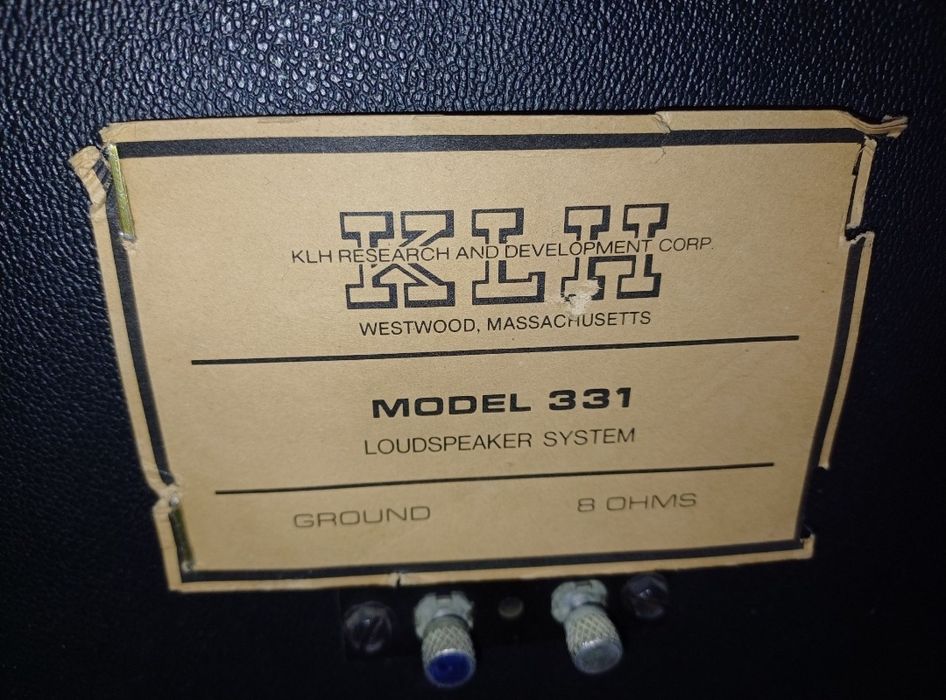 KLH
KLH RESEARCH AND DEVELOPMENT CORP.
WESTWOOD, MASSACHUSETTS
MODEL 331
LOUDSPEAKER SYSTEM
GROUND 8 OHMS